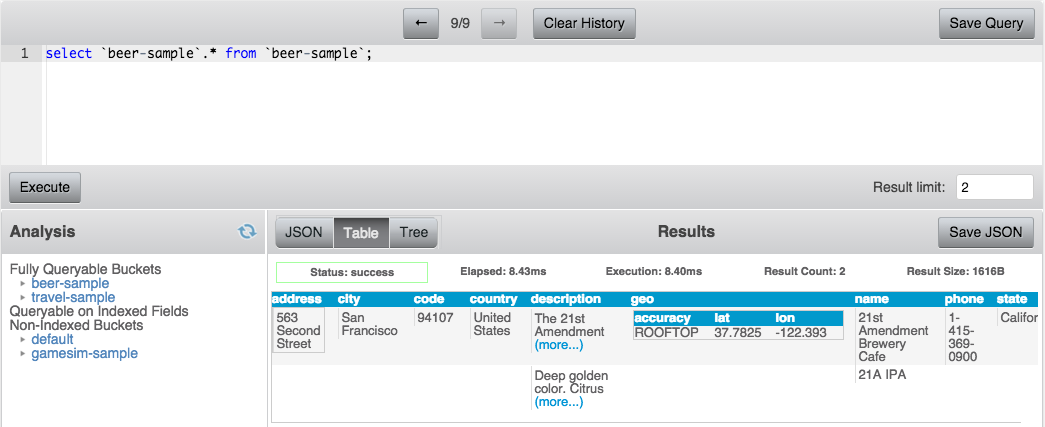 ← 9/9 → Clear History Save Query
1 select `beer-sample`.* from `beer-sample`;
Execute Result limit: 2
Analysis
Fully Queryable Buckets
beer-sample
travel-sample
Queryable on Indexed Fields
Non-Indexed Buckets
default
gamesim-sample
JSON Table Tree Results Save JSON
Status: success Elapsed: 8.43ms Execution: 8.40ms Result Count: 2 Result Size: 1616B
address city code country description geo name phone state
563 Second Street
San Francisco
94107
United States
The 21st Amendment (more...)
accuracy lat lon
ROOFTOP 37.7825 -122.393
21st Amendment Brewery Cafe
1-415-369-0900
Califor
Deep golden color. Citrus (more...)
21A IPA